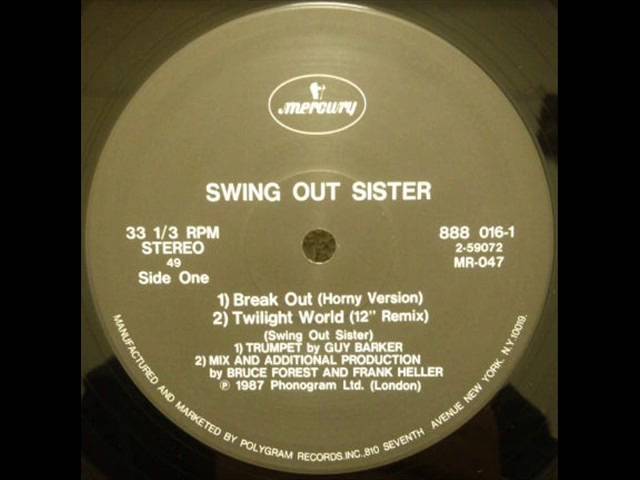 mercury
SWING OUT SISTER
33 1/3 RPM
STEREO
49
Side One
888 016-1
2-59072
MR-047
1) Break Out (Horny Version)
2) Twilight World (12" Remix)
(Swing Out Sister)
1) TRUMPET by GUY BARKER
2) MIX AND ADDITIONAL PRODUCTION
by BRUCE FOREST AND FRANK HELLER
℗ 1987 Phonogram Ltd. (London)
MANUFACTURED AND MARKETED BY POLYGRAM RECORDS INC., 810 SEVENTH AVENUE NEW YORK. N.Y. 10019.